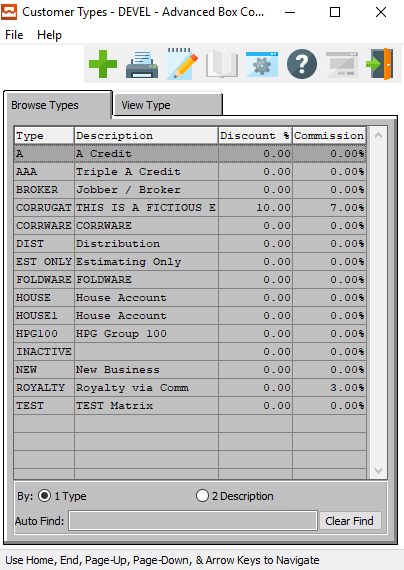 Customer Types - DEVEL - Advanced Box Co...
File Help
Browse Types View Type
Type Description Discount % Commission
A A Credit 0.00 0.00%
AAA Triple A Credit 0.00 0.00%
BROKER Jobber / Broker 0.00 0.00%
CORRUGAT THIS IS A FICTIOUS E 10.00 7.00%
CORRWARE CORRWARE 0.00 0.00%
DIST Distribution 0.00 0.00%
EST ONLY Estimating Only 0.00 0.00%
FOLDWARE FOLDWARE 0.00 0.00%
HOUSE House Account 0.00 0.00%
HOUSE1 House Account 0.00 0.00%
HPG100 HPG Group 100 0.00 0.00%
INACTIVE 0.00 0.00%
NEW New Business 0.00 0.00%
ROYALTY Royalty via Comm 0.00 3.00%
TEST TEST Matrix 0.00 0.00%
By: 1 Type 2 Description
Auto Find: Clear Find
Use Home, End, Page-Up, Page-Down, & Arrow Keys to Navigate